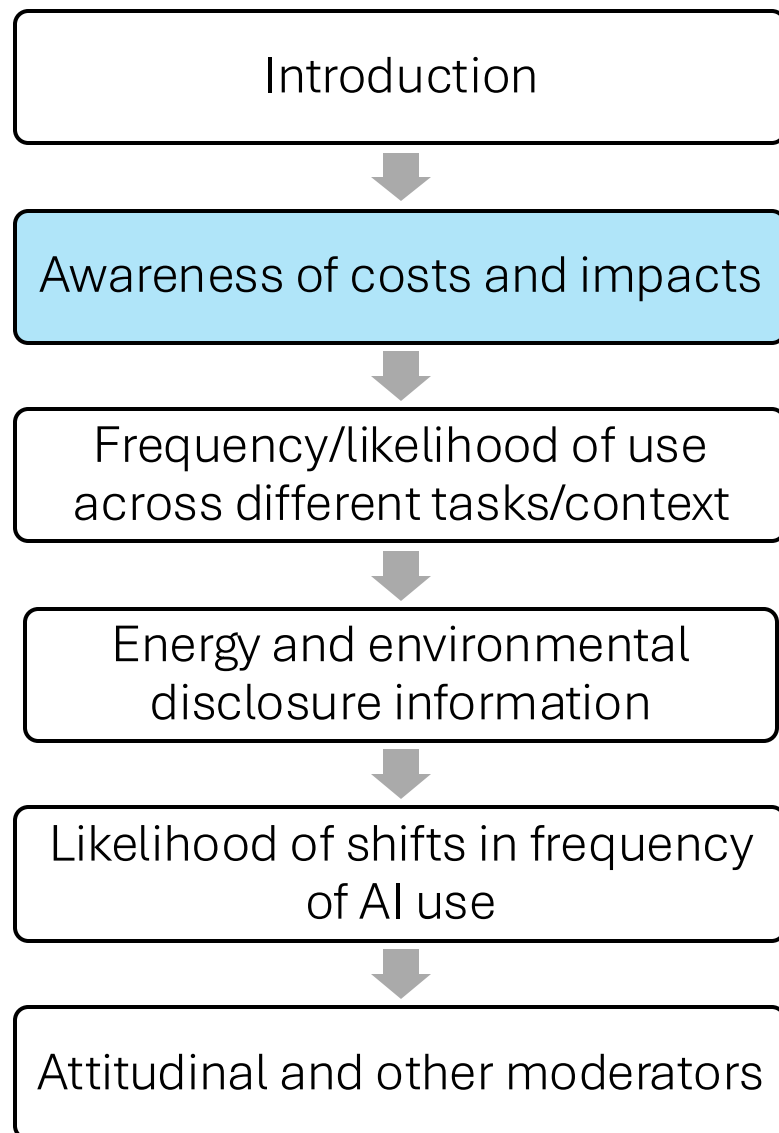 Introduction
Awareness of costs and impacts
Frequency/likelihood of use
across different tasks/context
Energy and environmental
disclosure information
Likelihood of shifts in frequency
of AI use
Attitudinal and other moderators